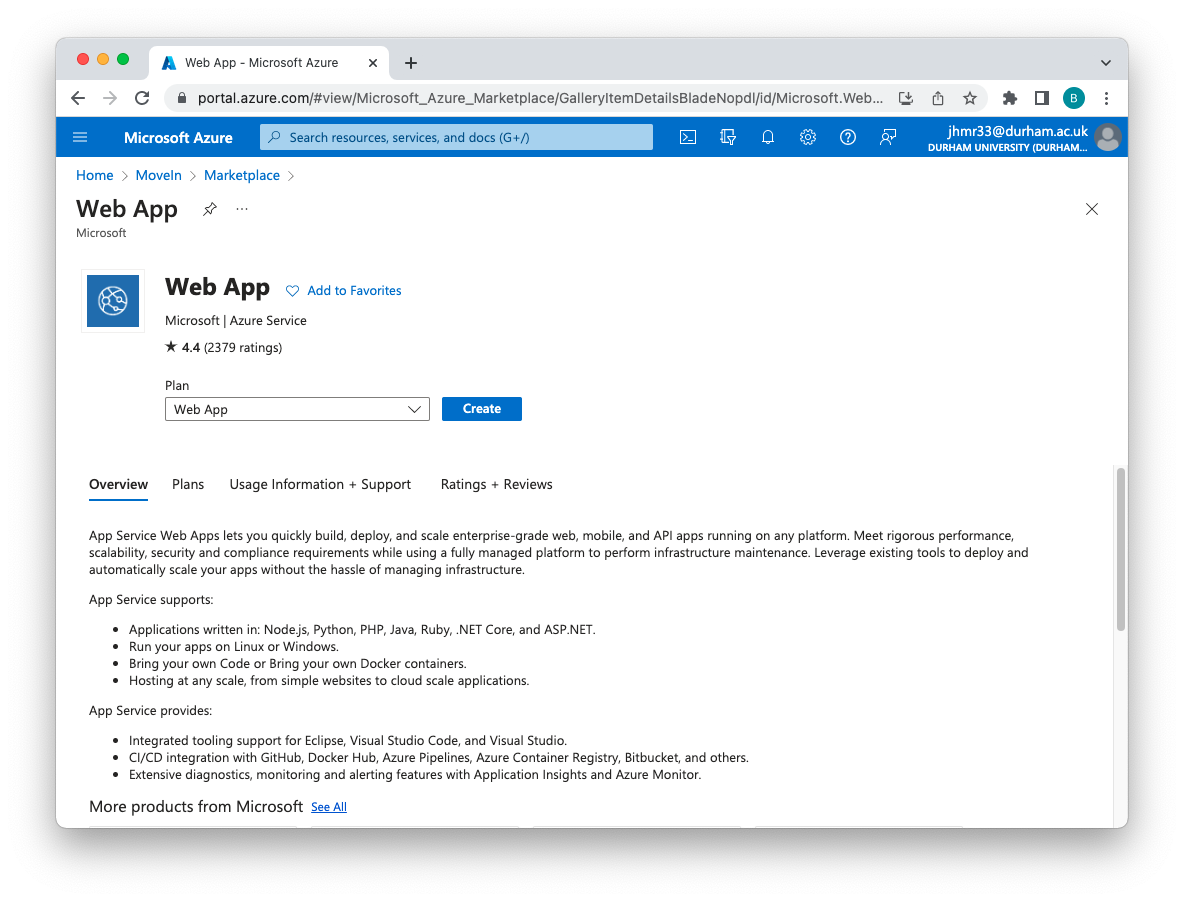 Web App - Microsoft Azure
portal.azure.com/#view/Microsoft_Azure_Marketplace/GalleryItemDetailsBladeNopdl/id/Microsoft.Web...
B
Microsoft Azure
Search resources, services, and docs (G+/)
jhmr33@durham.ac.uk
DURHAM UNIVERSITY (DURHAM...
Home > MoveIn > Marketplace >
Web App
...
Microsoft
Web App
Add to Favorites
Microsoft | Azure Service
★ 4.4 (2379 ratings)
Plan
Web App
Create
Overview Plans Usage Information + Support Ratings + Reviews
App Service Web Apps lets you quickly build, deploy, and scale enterprise-grade web, mobile, and API apps running on any platform. Meet rigorous performance,
scalability, security and compliance requirements while using a fully managed platform to perform infrastructure maintenance. Leverage existing tools to deploy and
automatically scale your apps without the hassle of managing infrastructure.
App Service supports:
• Applications written in: Node.js, Python, PHP, Java, Ruby, .NET Core, and ASP.NET.
• Run your apps on Linux or Windows.
• Bring your own Code or Bring your own Docker containers.
• Hosting at any scale, from simple websites to cloud scale applications.
App Service provides:
• Integrated tooling support for Eclipse, Visual Studio Code, and Visual Studio.
• CI/CD integration with GitHub, Docker Hub, Azure Pipelines, Azure Container Registry, Bitbucket, and others.
• Extensive diagnostics, monitoring and alerting features with Application Insights and Azure Monitor.
More products from Microsoft See All